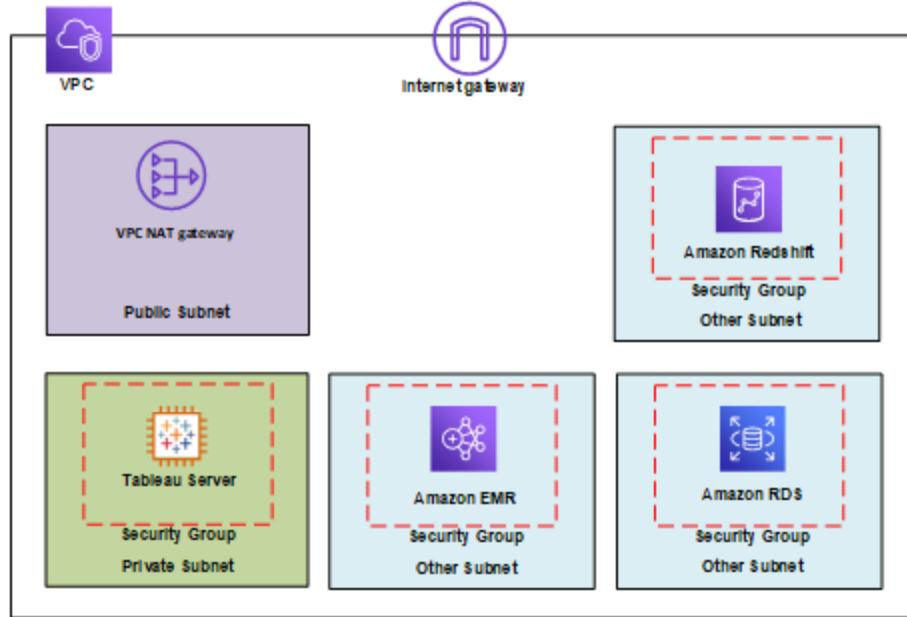 VPC
Internet gateway
VPC NAT gateway
Public Subnet
Amazon Redshift
Security Group
Other Subnet
Tableau Server
Security Group
Private Subnet
Amazon EMR
Security Group
Other Subnet
Amazon RDS
Security Group
Other Subnet